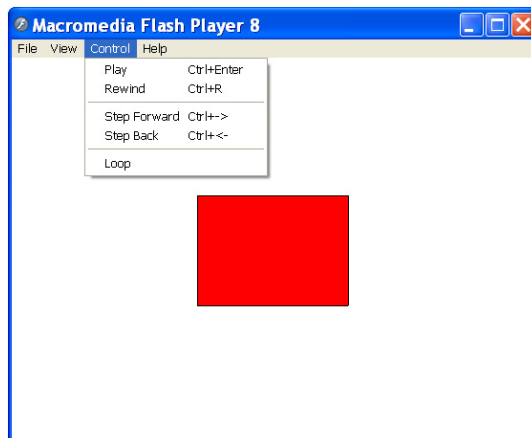 Macromedia Flash Player 8
File View Control Help
Play Ctrl+Enter
Rewind Ctrl+R
Step Forward Ctrl+->
Step Back Ctrl+<-
Loop